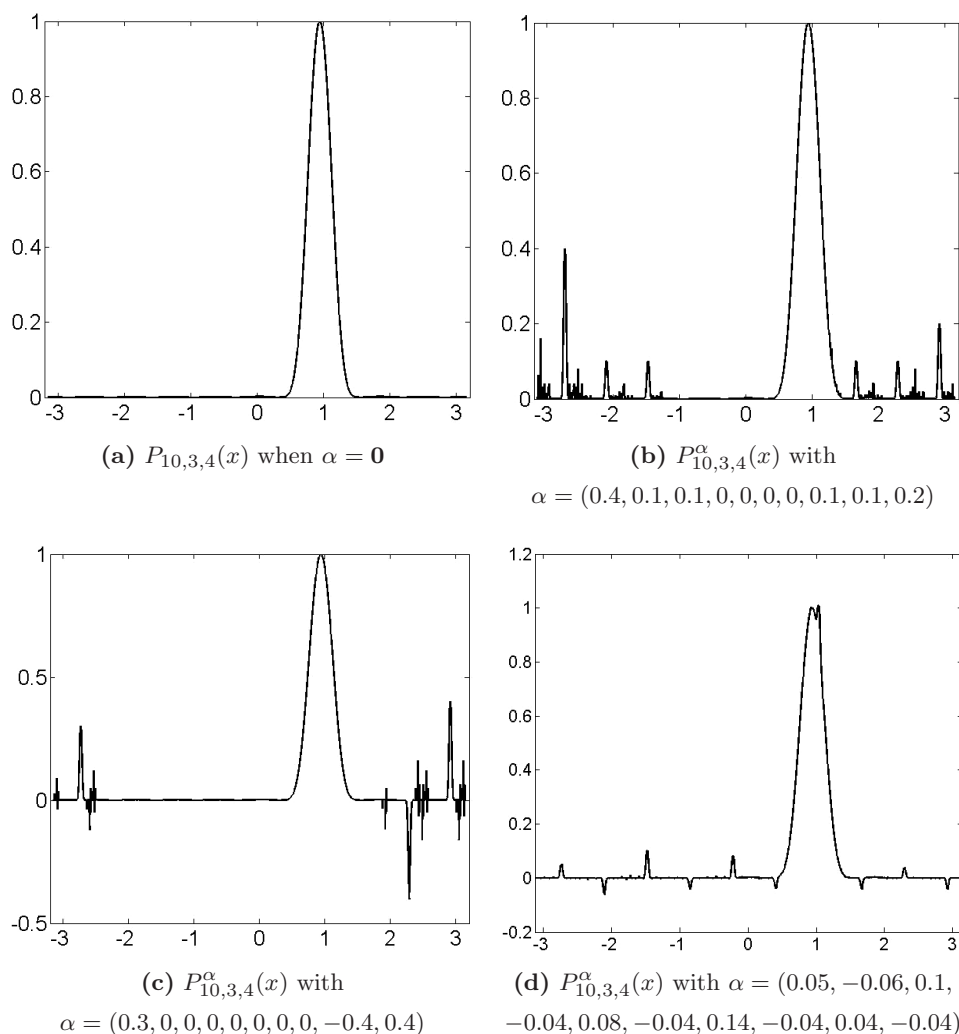 1
0.8
0.6
0.4
0.2
0
-3 -2 -1 0 1 2 3
(a) P₁₀,₃,₄(x) when α = 0
1
0.8
0.6
0.4
0.2
0
-3 -2 -1 0 1 2 3
(b) P^α_{10,3,4}(x) with
α = (0.4, 0.1, 0.1, 0, 0, 0, 0, 0.1, 0.1, 0.2)
1
0.5
0
-0.5
-3 -2 -1 0 1 2 3
(c) P^α_{10,3,4}(x) with
α = (0.3, 0, 0, 0, 0, 0, 0, 0, −0.4, 0.4)
1.2
1
0.8
0.6
0.4
0.2
0
-0.2
-3 -2 -1 0 1 2 3
(d) P^α_{10,3,4}(x) with α = (0.05, −0.06, 0.1,
−0.04, 0.08, −0.04, 0.14, −0.04, 0.04, −0.04)